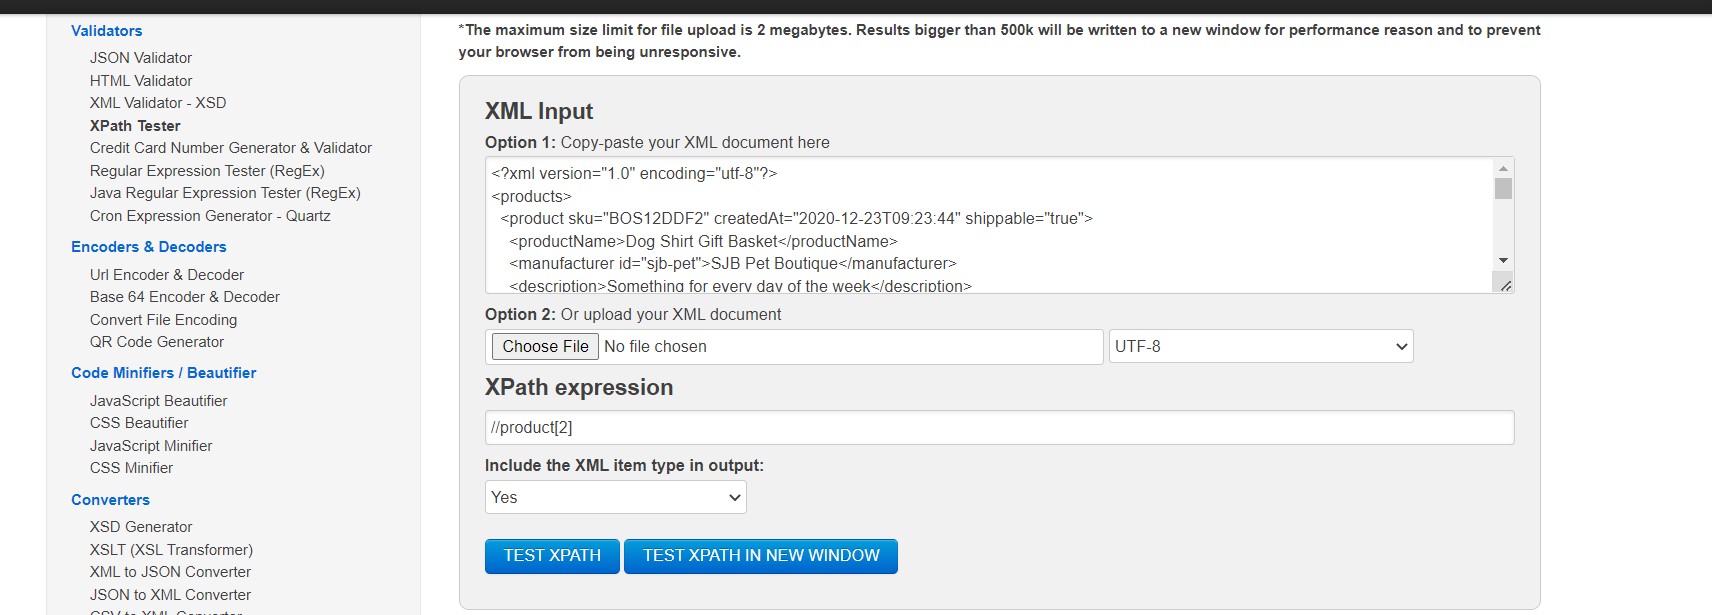 Validators
JSON Validator
HTML Validator
XML Validator - XSD
XPath Tester
Credit Card Number Generator & Validator
Regular Expression Tester (RegEx)
Java Regular Expression Tester (RegEx)
Cron Expression Generator - Quartz
Encoders & Decoders
Url Encoder & Decoder
Base 64 Encoder & Decoder
Convert File Encoding
QR Code Generator
Code Minifiers / Beautifier
JavaScript Beautifier
CSS Beautifier
JavaScript Minifier
CSS Minifier
Converters
XSD Generator
XSLT (XSL Transformer)
XML to JSON Converter
JSON to XML Converter
CSV to XML Converter
*The maximum size limit for file upload is 2 megabytes. Results bigger than 500k will be written to a new window for performance reason and to prevent
your browser from being unresponsive.
XML Input
Option 1: Copy-paste your XML document here
<?xml version="1.0" encoding="utf-8"?>
<products>
<product sku="BOS12DDF2" createdAt="2020-12-23T09:23:44" shippable="true">
<productName>Dog Shirt Gift Basket</productName>
<manufacturer id="sjb-pet">SJB Pet Boutique</manufacturer>
<description>Something for every day of the week</description>
Option 2: Or upload your XML document
Choose File No file chosen
UTF-8
XPath expression
//product[2]
Include the XML item type in output:
Yes
TEST XPATH
TEST XPATH IN NEW WINDOW